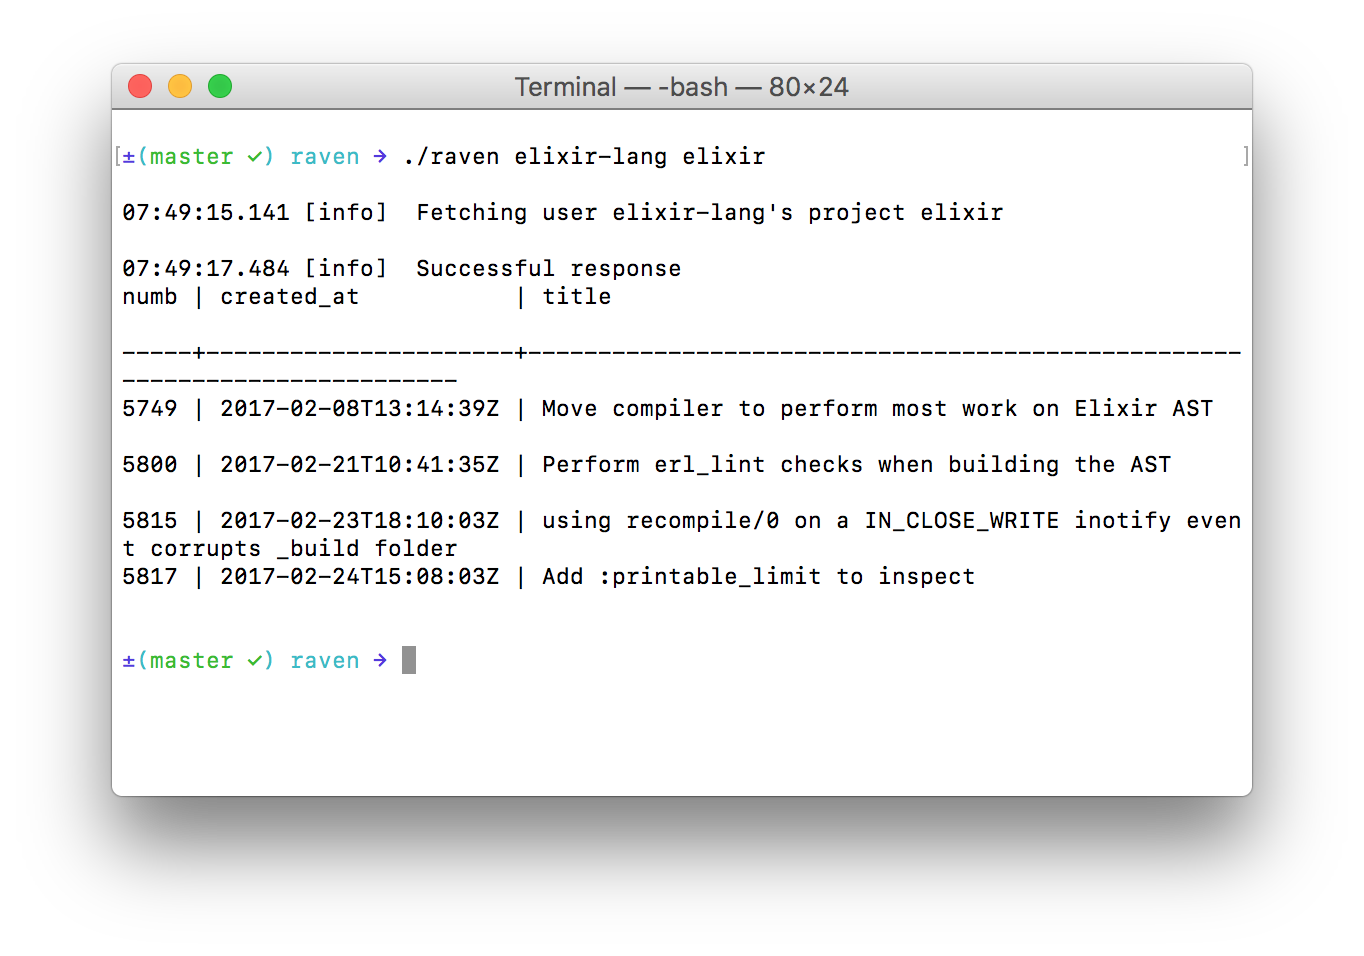 Terminal — -bash — 80×24
[±(master ✓) raven → ./raven elixir-lang elixir ]
07:49:15.141 [info]  Fetching user elixir-lang's project elixir
07:49:17.484 [info]  Successful response
numb | created_at           | title
-----+----------------------+---------------------------------------------------
------------------------
5749 | 2017-02-08T13:14:39Z | Move compiler to perform most work on Elixir AST
5800 | 2017-02-21T10:41:35Z | Perform erl_lint checks when building the AST
5815 | 2017-02-23T18:10:03Z | using recompile/0 on a IN_CLOSE_WRITE inotify even
t corrupts _build folder
5817 | 2017-02-24T15:08:03Z | Add :printable_limit to inspect
±(master ✓) raven →